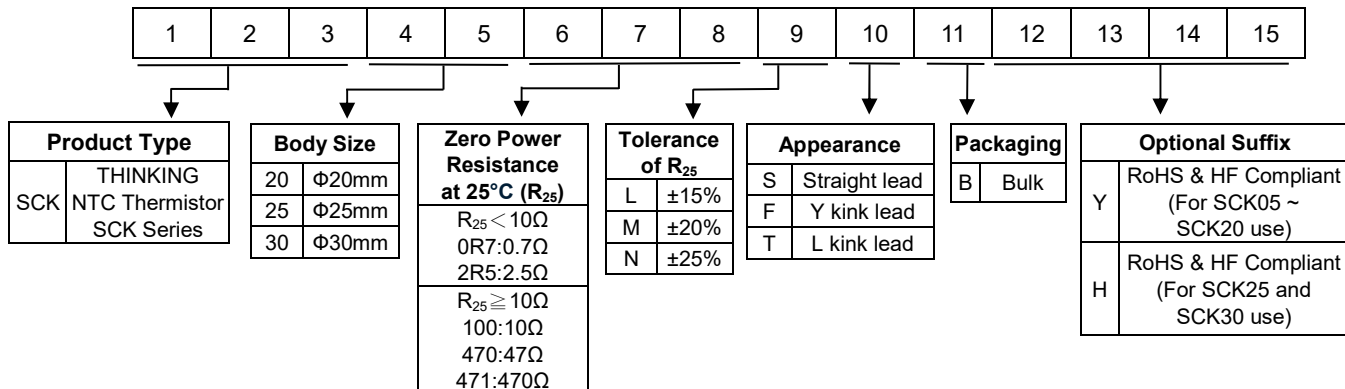 1 2 3 4 5 6 7 8 9 10 11 12 13 14 15
Product Type
SCK
THINKING
NTC Thermistor
SCK Series
Body Size
20 Φ20mm
25 Φ25mm
30 Φ30mm
Zero Power
Resistance
at 25°C (R₂₅)
R₂₅<10Ω
0R7:0.7Ω
2R5:2.5Ω
R₂₅≧10Ω
100:10Ω
470:47Ω
471:470Ω
Tolerance
of R₂₅
L ±15%
M ±20%
N ±25%
Appearance
S Straight lead
F Y kink lead
T L kink lead
Packaging
B Bulk
Optional Suffix
Y
RoHS & HF Compliant
(For SCK05 ~
SCK20 use)
H
RoHS & HF Compliant
(For SCK25 and
SCK30 use)